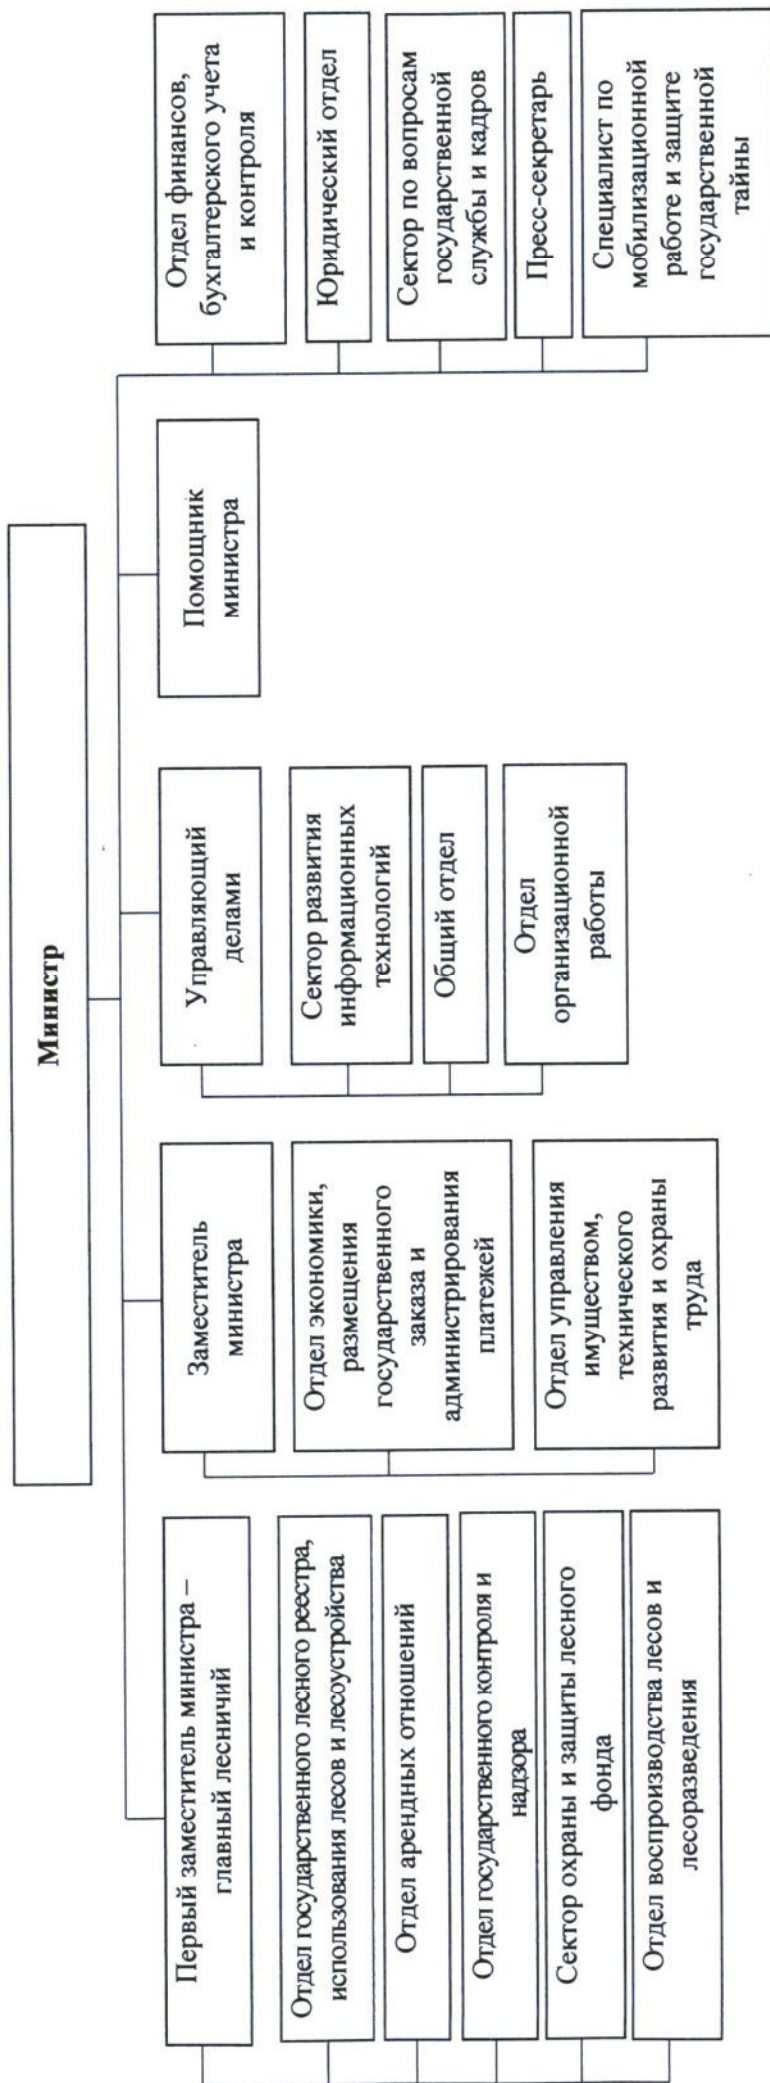 Министр
Первый заместитель министра –
главный лесничий
Отдел государственного лесного реестра,
использования лесов и лесоустройства
Отдел арендных отношений
Отдел государственного контроля и
надзора
Сектор охраны и защиты лесного
фонда
Отдел воспроизводства лесов и
лесоразведения
Заместитель
министра
Отдел экономики,
размещения
государственного
заказа и
администрирования
платежей
Отдел управления
имуществом,
технического
развития и охраны
труда
Управляющий
делами
Сектор развития
информационных
технологий
Общий отдел
Отдел
организационной
работы
Помощник
министра
Отдел финансов,
бухгалтерского учета
и контроля
Юридический отдел
Сектор по вопросам
государственной
службы и кадров
Пресс-секретарь
Специалист по
мобилизационной
работе и защите
государственной
тайны